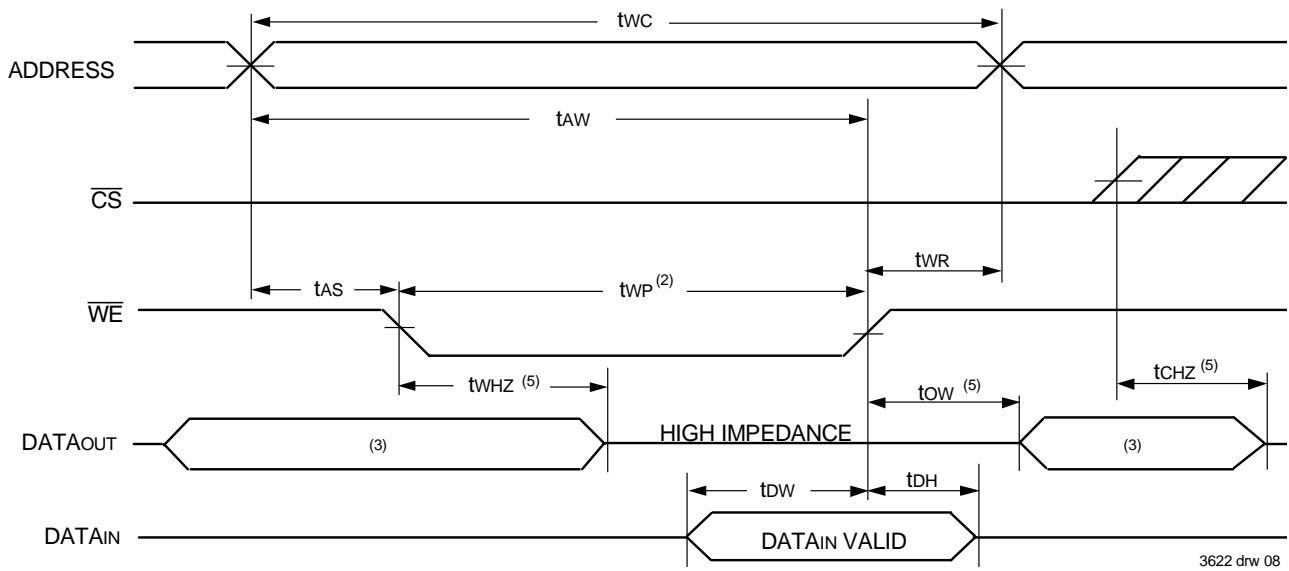 tWC
ADDRESS
tAW
CS
tWR
tAS
tWP (2)
WE
tWHZ (5)
tOW (5)
tCHZ (5)
DATAOUT
(3)
HIGH IMPEDANCE
(3)
tDW
tDH
DATAIN
DATAIN VALID
3622 drw 08